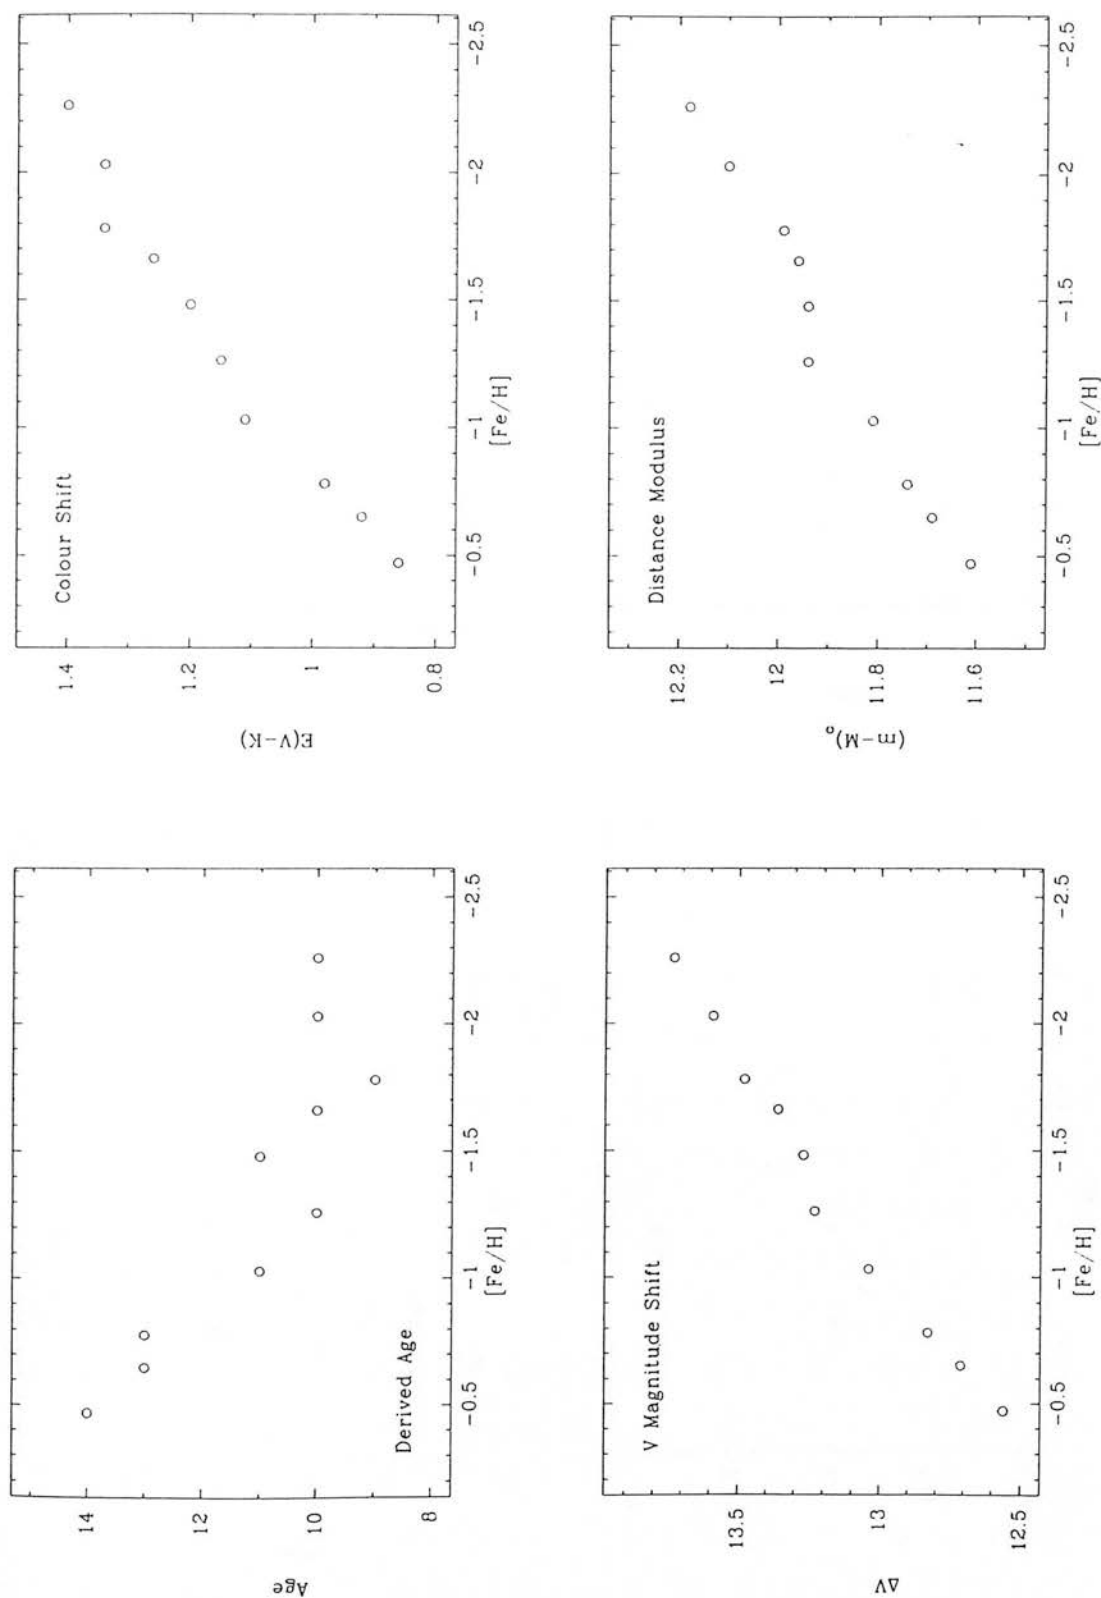 Age
14
12
10
8
Derived Age
-0.5
-1
-1.5
-2
-2.5
[Fe/H]
E(V-K)
1.4
1.2
1
0.8
Colour Shift
-0.5
-1
-1.5
-2
-2.5
[Fe/H]
ΔV
13.5
13
12.5
V Magnitude Shift
-0.5
-1
-1.5
-2
-2.5
[Fe/H]
(m-M)₀
12.2
12
11.8
11.6
Distance Modulus
-0.5
-1
-1.5
-2
-2.5
[Fe/H]